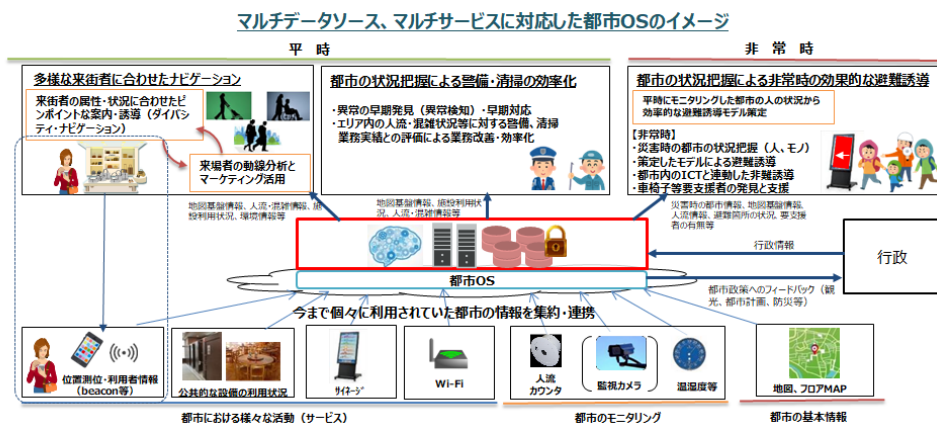 マルチデータソース、マルチサービスに対応した都市OSのイメージ
平 時
非 常 時
多様な来街者に合わせたナビゲーション
来街者の属性・状況に合わせたピ
ンポイントな案内・誘導（ダイバシ
ティ・ナビゲーション）
来場者の動線分析と
マーケティング活用
都市の状況把握による警備・清掃の効率化
・異常の早期発見（異常検知）・早期対応
・エリア内の人流・混雑状況等に対する警備、清掃
業務実績との評価による業務改善・効率化
都市の状況把握による非常時の効果的な避難誘導
平時にモニタリングした都市の人の状況から
効率的な避難誘導モデル策定
【非常時】
・災害時の都市の状況把握（人、モノ）
・策定したモデルによる避難誘導
・都市内のICTと連動した非難誘導
・車椅子等要支援者の発見と支援
地図基盤情報、人流・混雑情報、施
設利用状況、環境情報等
地図基盤情報、施設利用状
況、人流・混雑情報等
災害時の都市情報、地図基盤情報、
人流情報、避難箇所の状況、要支援
者の有無等
行政情報
行政
都市OS
都市政策へのフィードバック（観
光、都市計画、防災等）
今まで個々に利用されていた都市の情報を集約・連携
位置測位・利用者情報
（beacon等）
公共的な設備の利用状況
ｻｲﾈｰｼﾞ
Wi-Fi
人流
カウンタ
監視カメラ
温湿度等
地図、フロアMAP
都市における様々な活動（サービス）
都市のモニタリング
都市の基本情報